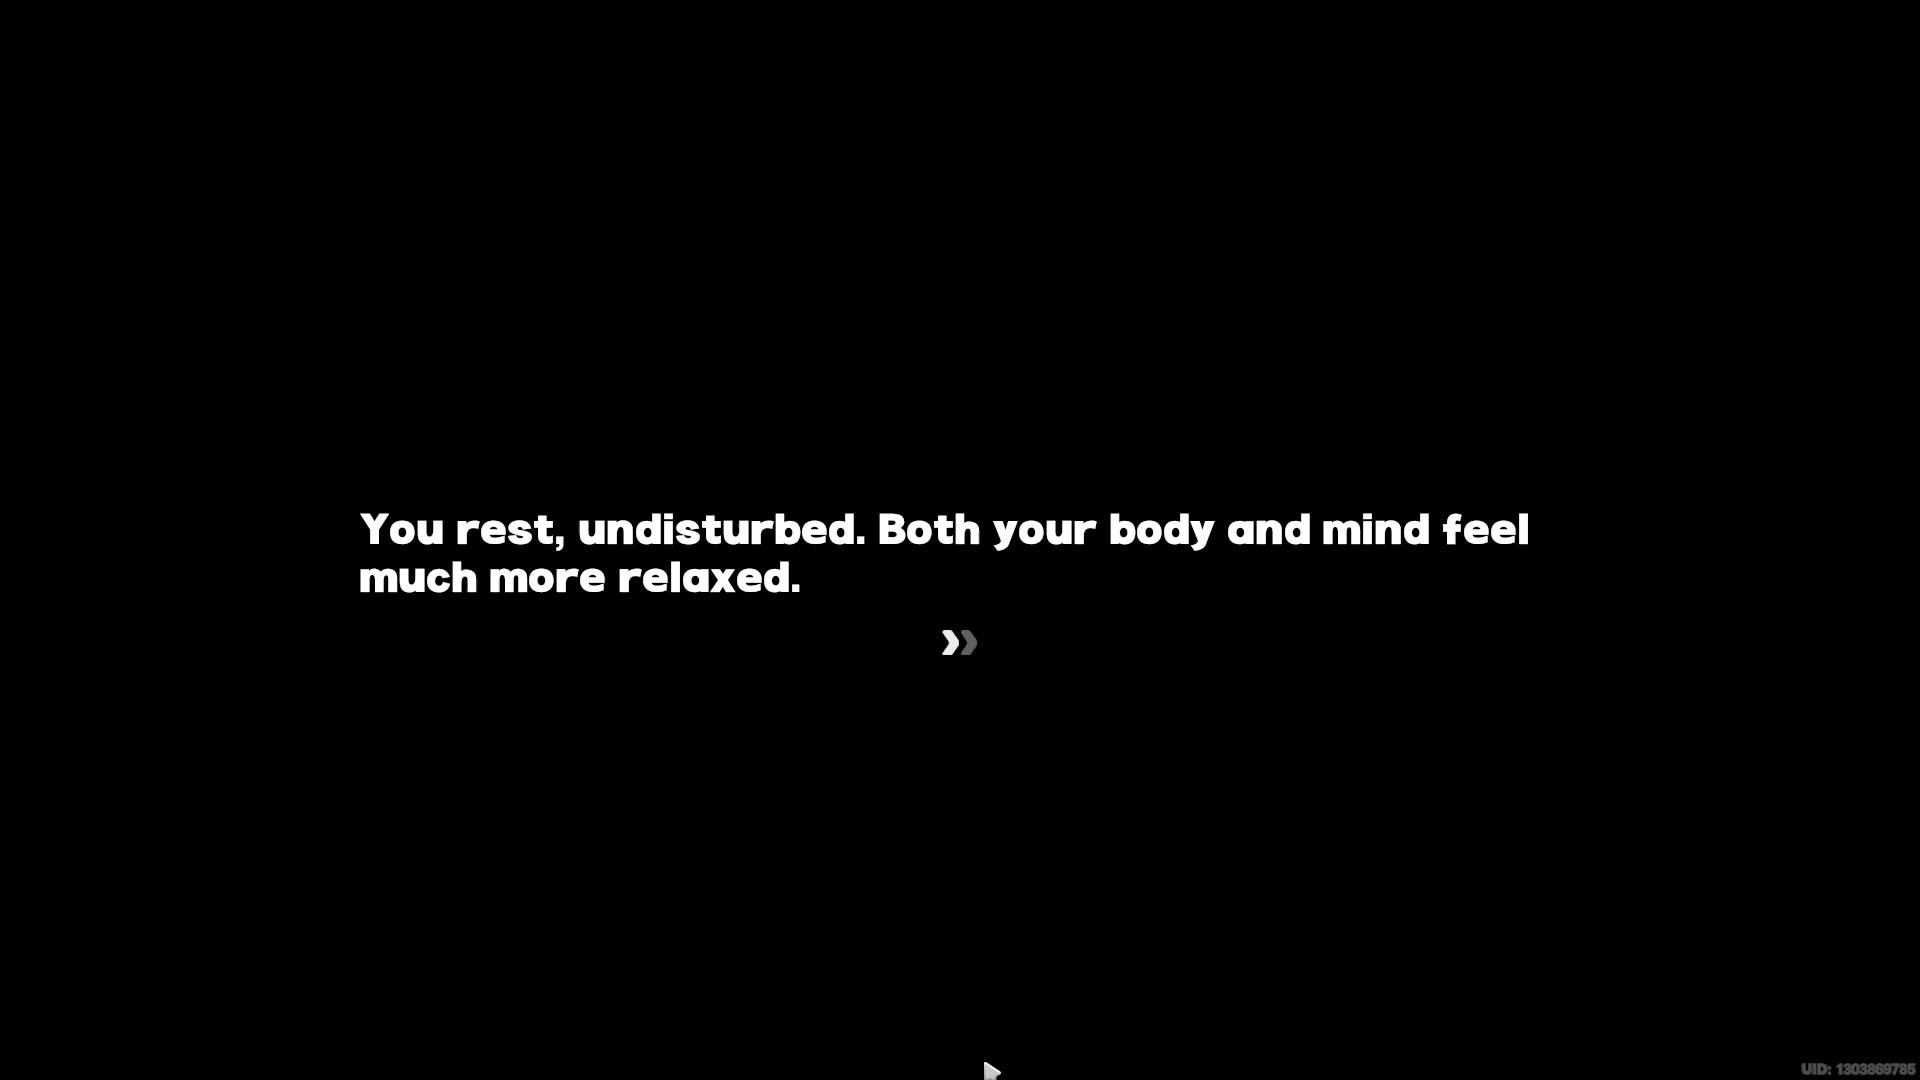 You rest, undisturbed. Both your body and mind feel
much more relaxed.
UID: 1303869785